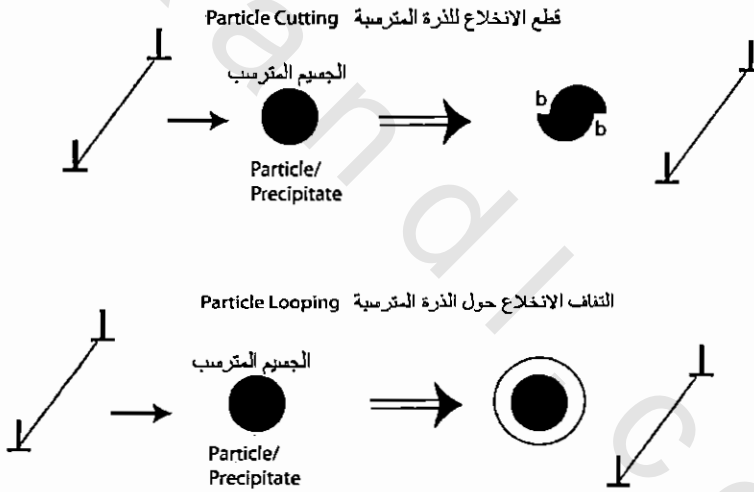 Particle Cutting قطع الانخلاع للذرة المترسبة
الجسيم المترسب
b
b
Particle/
Precipitate
Particle Looping التفاف الانخلاع حول الذرة المترسبة
الجسيم المترسب
Particle/
Precipitate